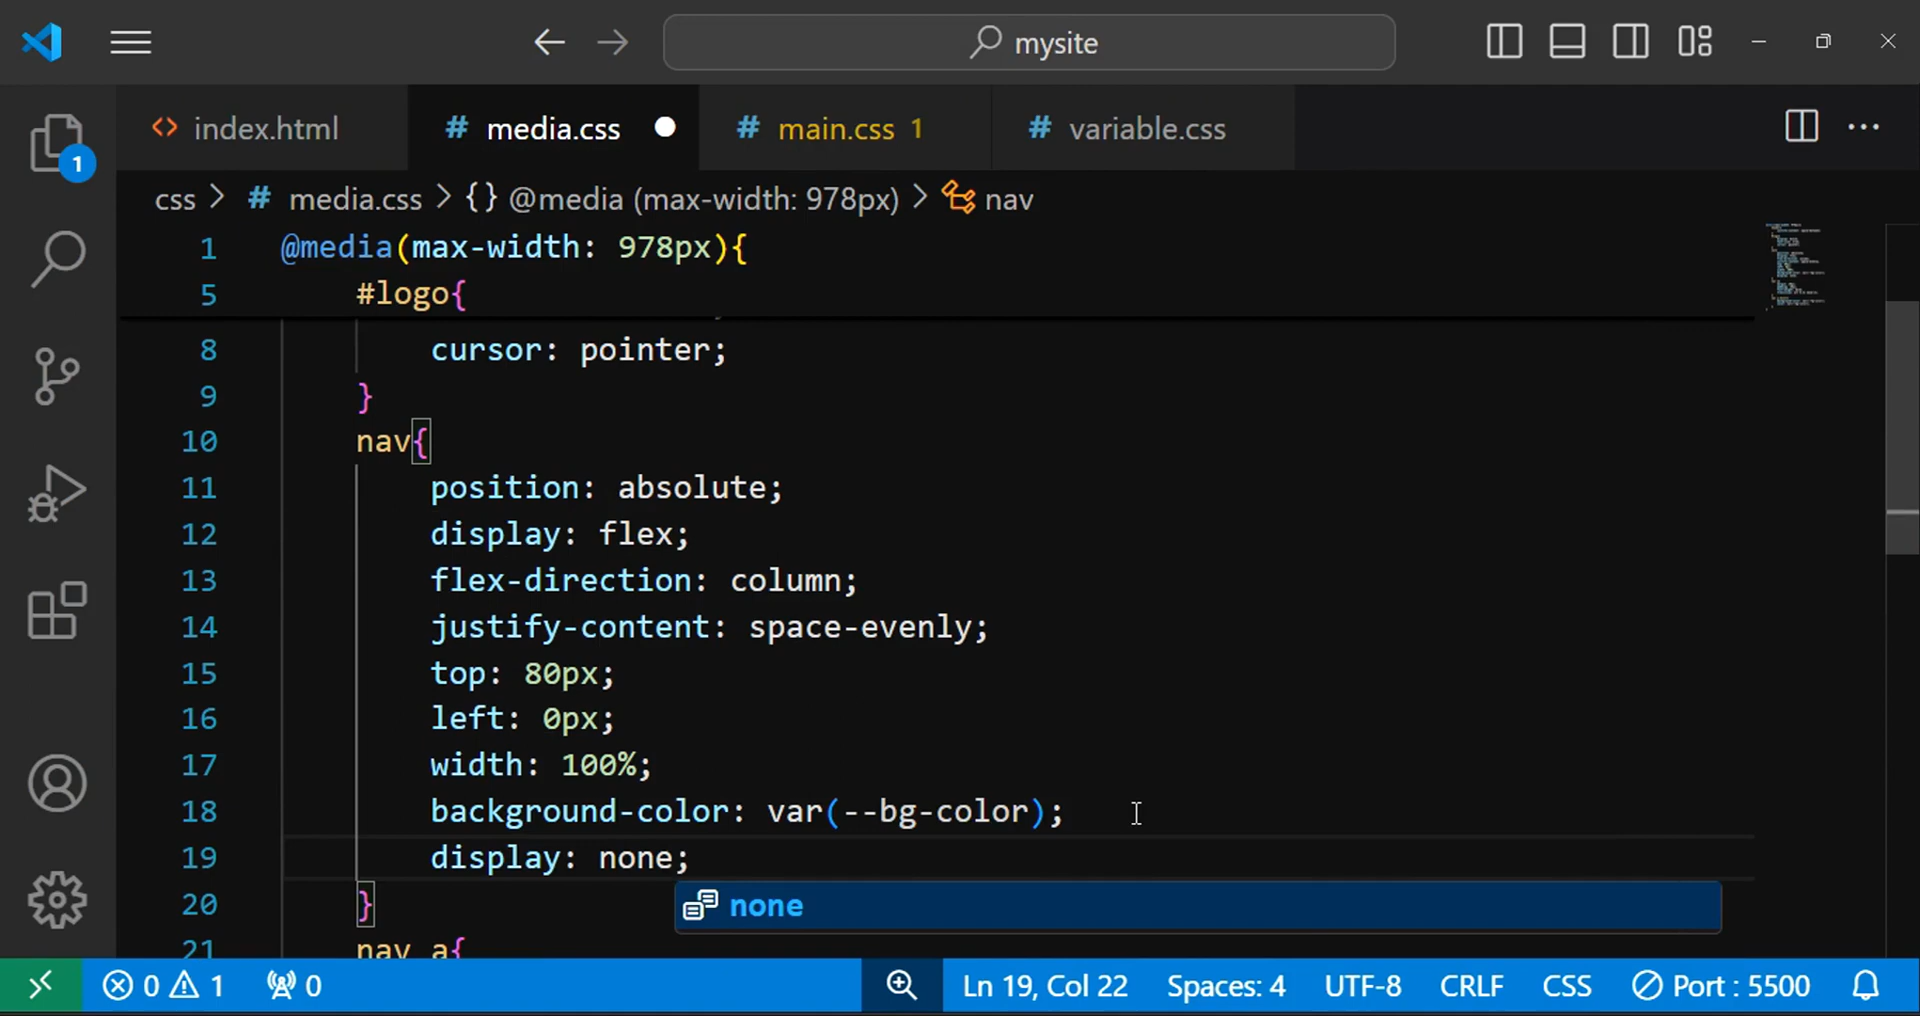 mysite
index.html
# media.css
# main.css 1
# variable.css
1
css > # media.css > {} @media (max-width: 978px) > nav
1 @media(max-width: 978px){
5 #logo{
8 cursor: pointer;
9 }
10 nav{
11 position: absolute;
12 display: flex;
13 flex-direction: column;
14 justify-content: space-evenly;
15 top: 80px;
16 left: 0px;
17 width: 100%;
18 background-color: var(--bg-color);
19 display: none;
20 }
none
21 nav a{
0 1 0 Ln 19, Col 22 Spaces: 4 UTF-8 CRLF CSS Port : 5500